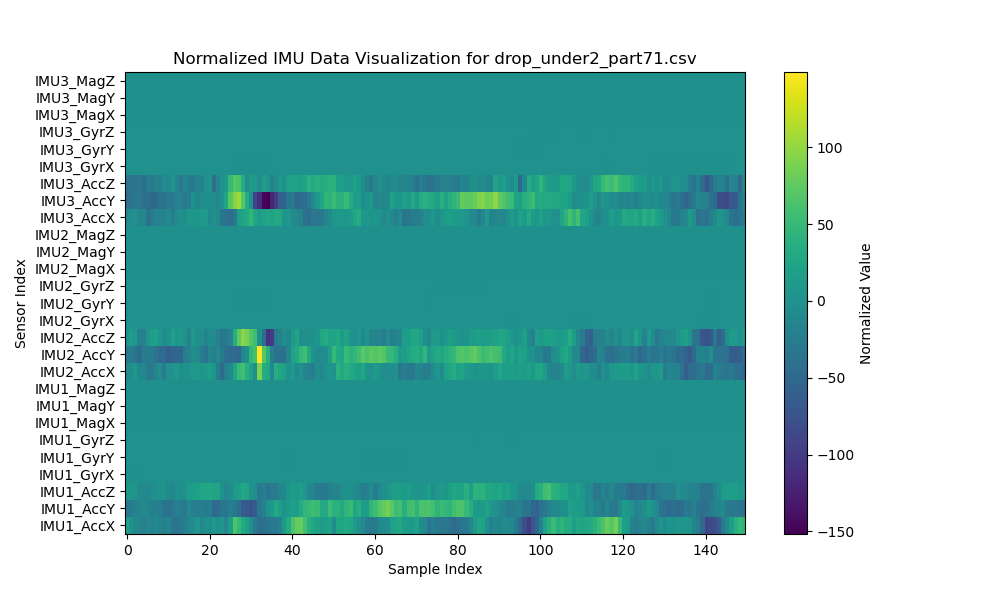 Normalized IMU Data Visualization for drop_under2_part71.csv
IMU3_MagZ
IMU3_MagY
IMU3_MagX
IMU3_GyrZ
IMU3_GyrY
IMU3_GyrX
IMU3_AccZ
IMU3_AccY
IMU3_AccX
IMU2_MagZ
IMU2_MagY
IMU2_MagX
IMU2_GyrZ
IMU2_GyrY
IMU2_GyrX
IMU2_AccZ
IMU2_AccY
IMU2_AccX
IMU1_MagZ
IMU1_MagY
IMU1_MagX
IMU1_GyrZ
IMU1_GyrY
IMU1_GyrX
IMU1_AccZ
IMU1_AccY
IMU1_AccX
Sensor Index
0 20 40 60 80 100 120 140
Sample Index
100
50
0
−50
−100
−150
Normalized Value